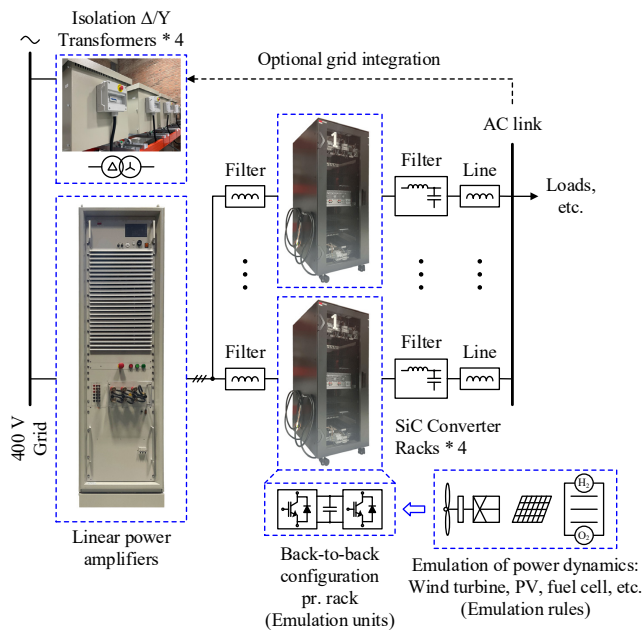 Isolation Δ/Y
Transformers * 4
Optional grid integration
AC link
Filter
1
Filter
Line
Loads,
etc.
Δ
Filter
1
Filter
Line
400 V
Grid
SiC Converter
Racks * 4
Linear power
amplifiers
H₂
O₂
Back-to-back
configuration
pr. rack
(Emulation units)
Emulation of power dynamics:
Wind turbine, PV, fuel cell, etc.
(Emulation rules)